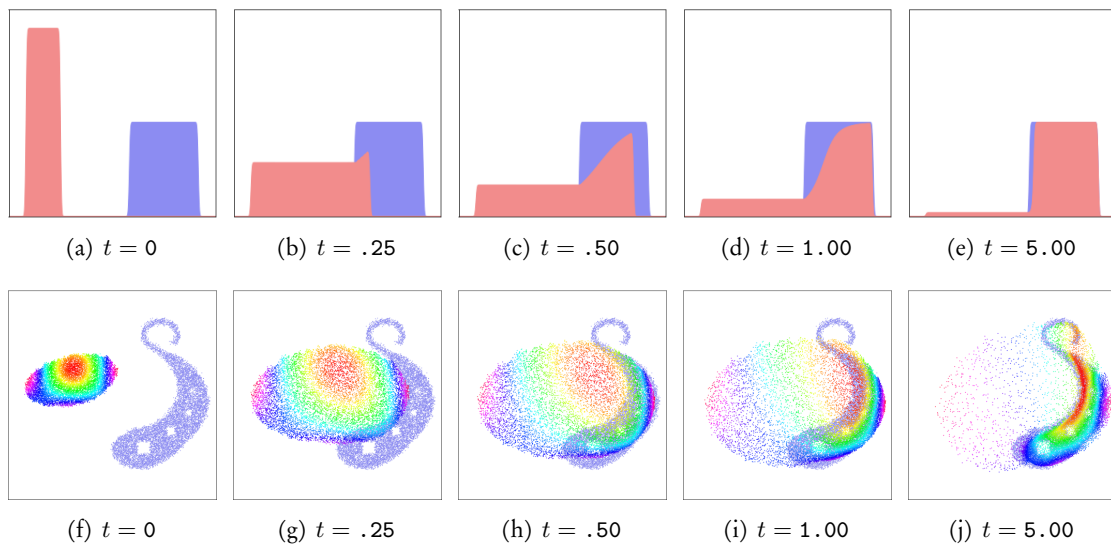 (a) t = 0
(b) t = .25
(c) t = .50
(d) t = 1.00
(e) t = 5.00
(f) t = 0
(g) t = .25
(h) t = .50
(i) t = 1.00
(j) t = 5.00